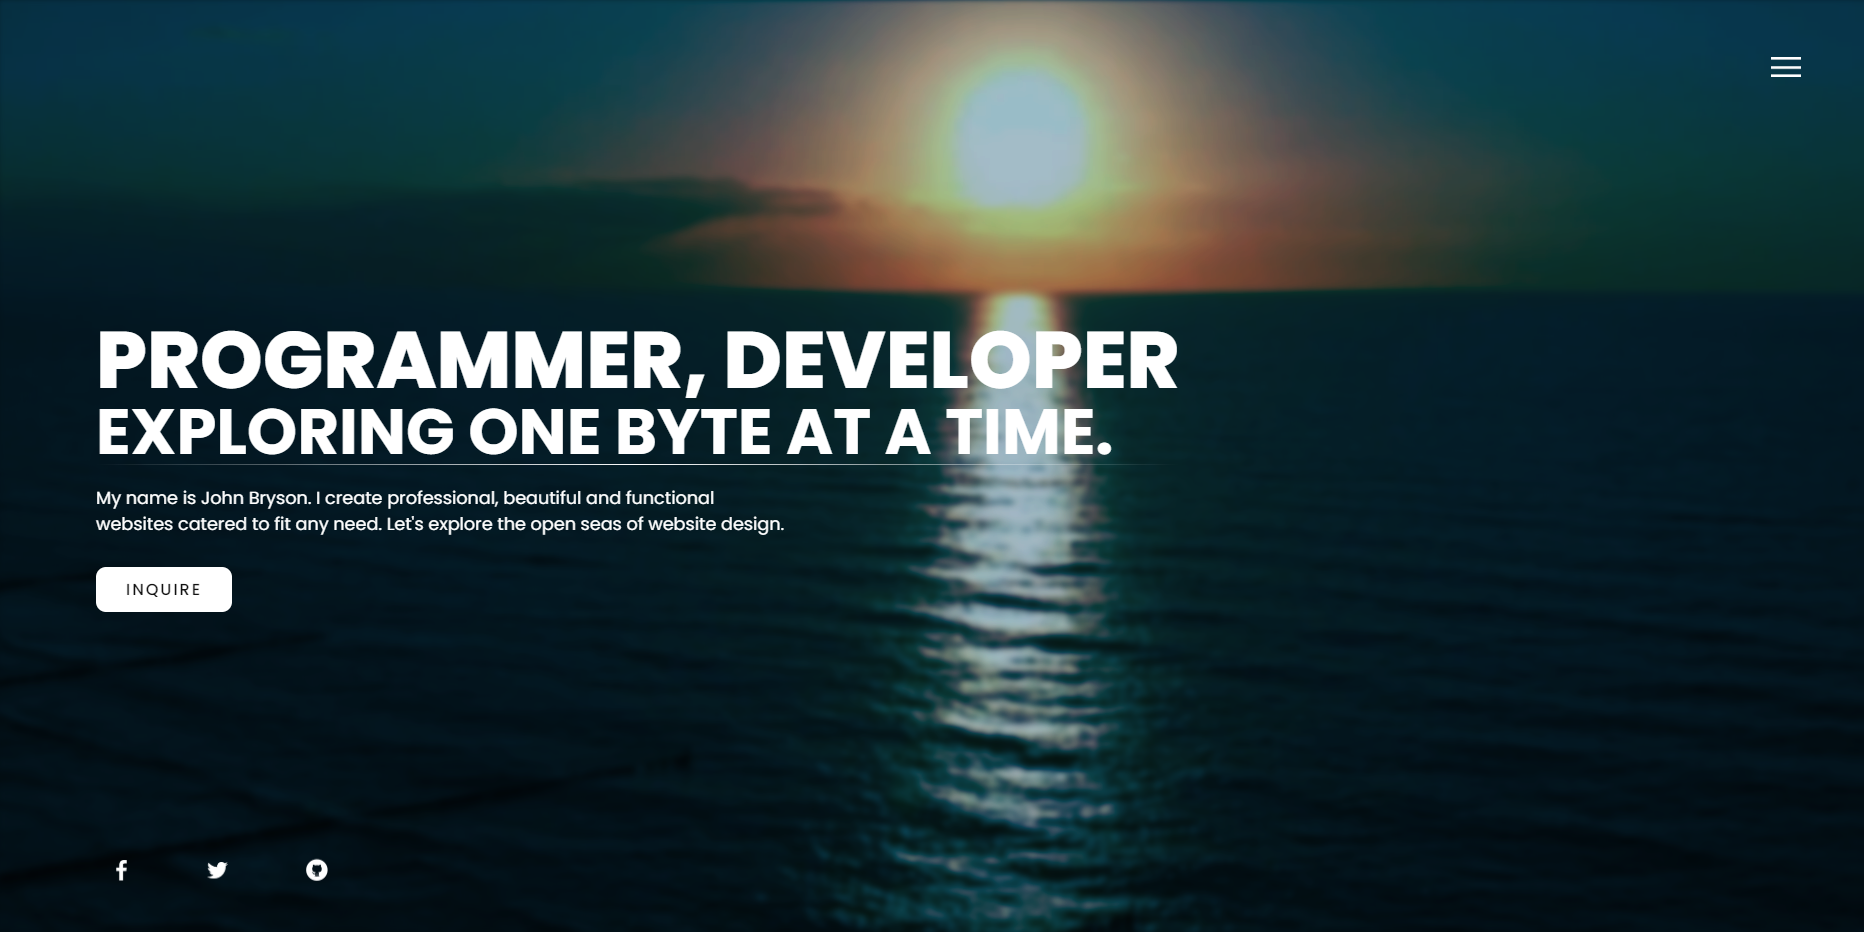 PROGRAMMER, DEVELOPER
EXPLORING ONE BYTE AT A TIME.
My name is John Bryson. I create professional, beautiful and functional
websites catered to fit any need. Let's explore the open seas of website design.
INQUIRE